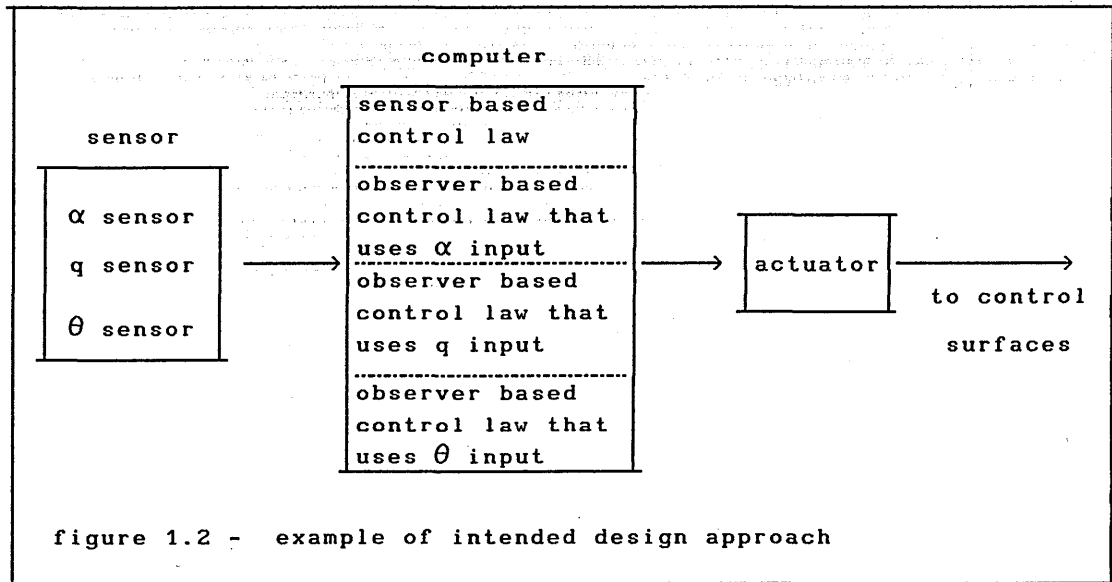 computer
sensor
α sensor
q sensor
θ sensor
sensor based
control law
observer based
control law that
uses α input
observer based
control law that
uses q input
observer based
control law that
uses θ input
actuator
to control
surfaces
figure 1.2 - example of intended design approach